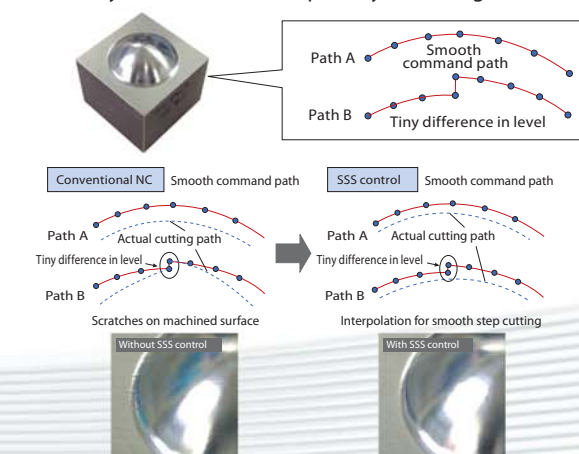 Path A
Smooth
command path
Path B
Tiny difference in level
Conventional NC
Smooth command path
Path A
Actual cutting path
Tiny difference in level
Path B
Scratches on machined surface
Without SSS control
SSS control
Smooth command path
Path A
Actual cutting path
Tiny difference in level
Path B
Interpolation for smooth step cutting
With SSS control